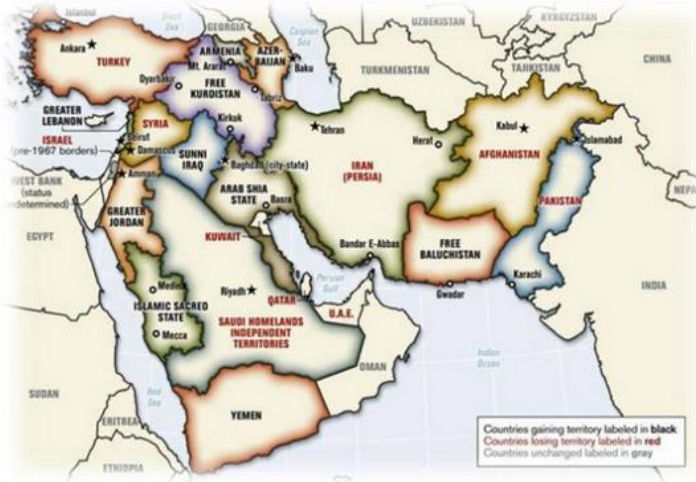 Istanbul
Black
Sea
GEORGIA
Caspian
Sea
UZBEKISTAN
KYRGYZSTAN
Ankara
TURKEY
ARMENIA
Mt. Ararat
AZER-
BAIJAN
Baku
TURKMENISTAN
TAJIKISTAN
CHINA
Dyarbakir
FREE
KURDISTAN
Tabriz
GREATER
LEBANON
SYRIA
Kirkuk
Tehran
Herat
Kabul
Islamabad
ISRAEL
(pre-1967 borders)
Beirut
Damascus
SUNNI
IRAQ
Baghdad (city-state)
IRAN
(PERSIA)
AFGHANISTAN
WEST BANK
(status
undetermined)
Amman
ARAB SHIA
STATE
Basra
PAKISTAN
NEPA
GREATER
JORDAN
EGYPT
KUWAIT
Bandar E-Abbas
FREE
BALUCHISTAN
Medina
Riyadh
Persian
Gulf
Gwadar
Karachi
INDIA
ISLAMIC SACRED
STATE
QATAR
U.A.E.
Mecca
SAUDI HOMELANDS
INDEPENDENT
TERRITORIES
OMAN
Indian
Ocean
SUDAN
Red
Sea
YEMEN
ERITREA
ETHIOPIA
Countries gaining territory labeled in black
Countries losing territory labeled in red
Countries unchanged labeled in gray